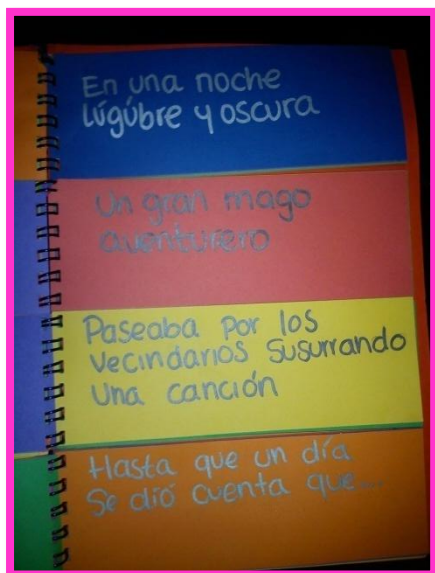 En una noche
lúgubre y oscura
Un gran mago
aventurero
Paseaba por los
vecindarios susurrando
una canción
Hasta que un día
se dió cuenta que...